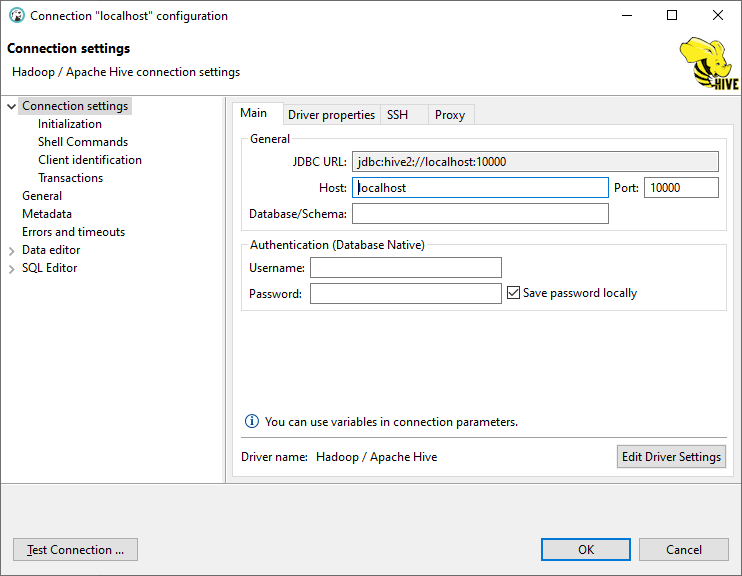 Connection "localhost" configuration
Connection settings
Hadoop / Apache Hive connection settings
HIVE
Connection settings
Initialization
Shell Commands
Client identification
Transactions
General
Metadata
Errors and timeouts
Data editor
SQL Editor
Main Driver properties SSH Proxy
General
JDBC URL: jdbc:hive2://localhost:10000
Host: localhost Port: 10000
Database/Schema:
Authentication (Database Native)
Username:
Password: Save password locally
You can use variables in connection parameters.
Driver name: Hadoop / Apache Hive Edit Driver Settings
Test Connection ... OK Cancel